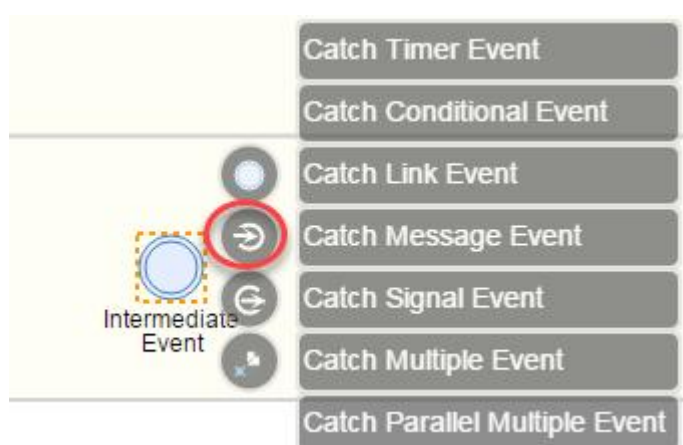 Catch Timer Event
Catch Conditional Event
Catch Link Event
Catch Message Event
Catch Signal Event
Catch Multiple Event
Catch Parallel Multiple Event
Intermediate
Event